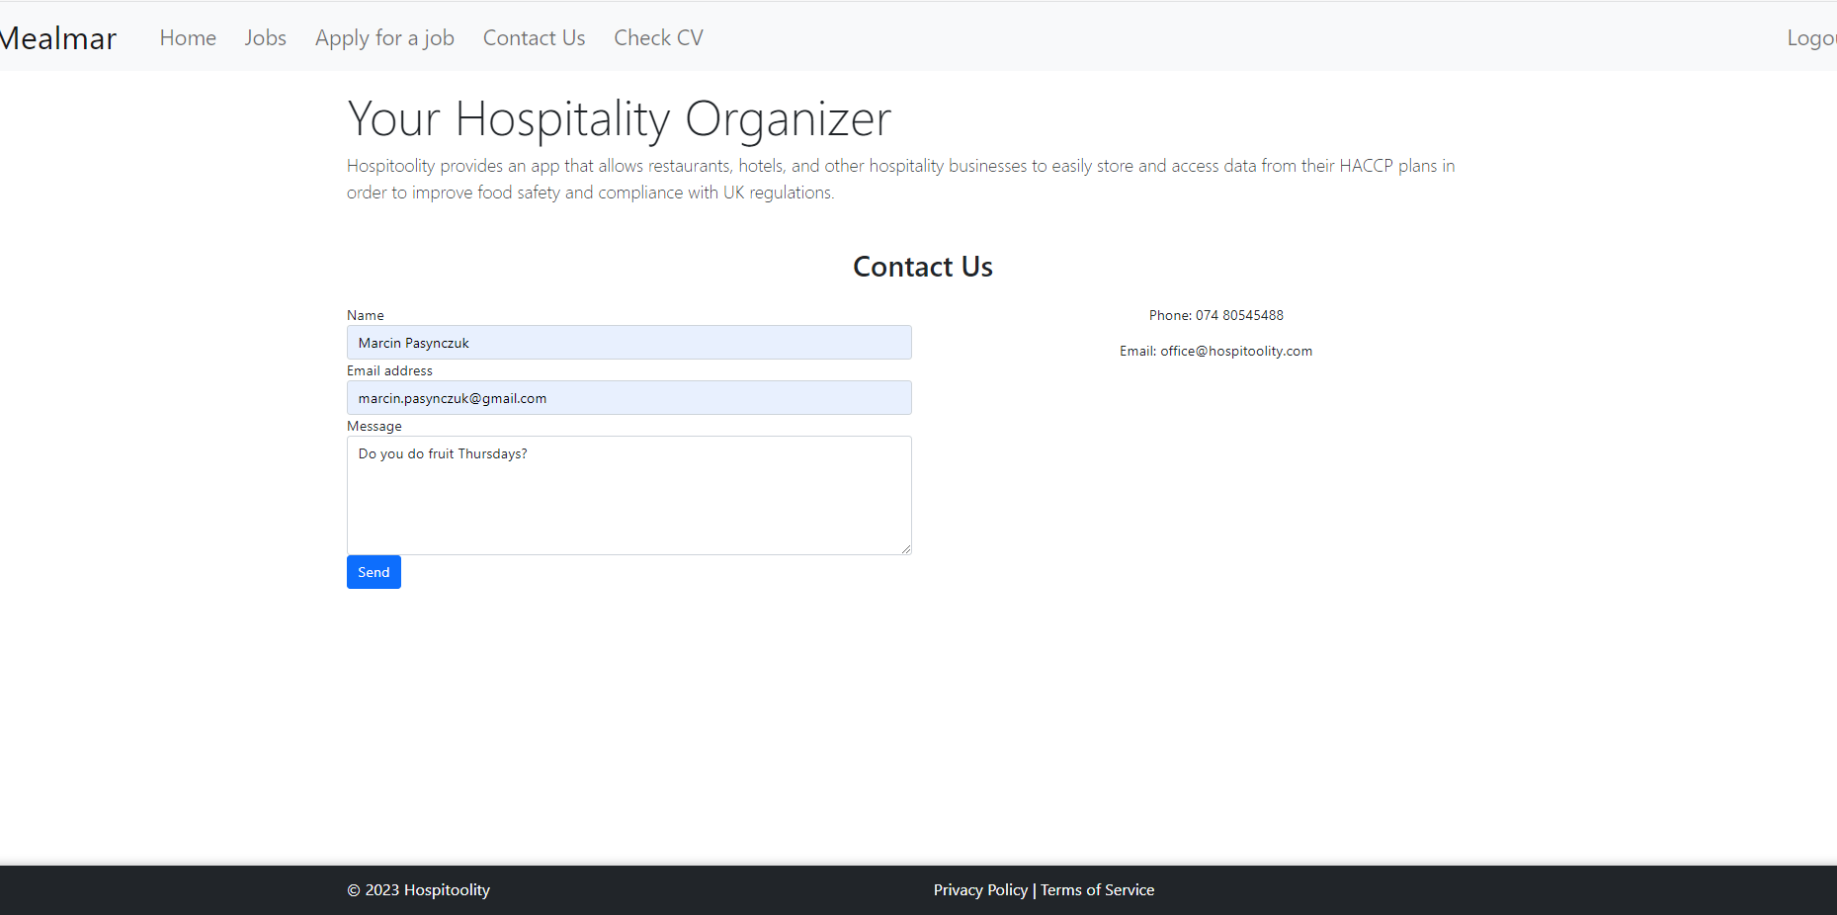 Mealmar Home Jobs Apply for a job Contact Us Check CV
Your Hospitality Organizer
Hospitoolity provides an app that allows restaurants, hotels, and other hospitality businesses to easily store and access data from their HACCP plans in
order to improve food safety and compliance with UK regulations.
Contact Us
Name
Marcin Pasynczuk
Email address
marcin.pasynczuk@gmail.com
Message
Do you do fruit Thursdays?
Send
Phone: 074 80545488
Email: office@hospitoolity.com
© 2023 Hospitoolity
Privacy Policy | Terms of Service